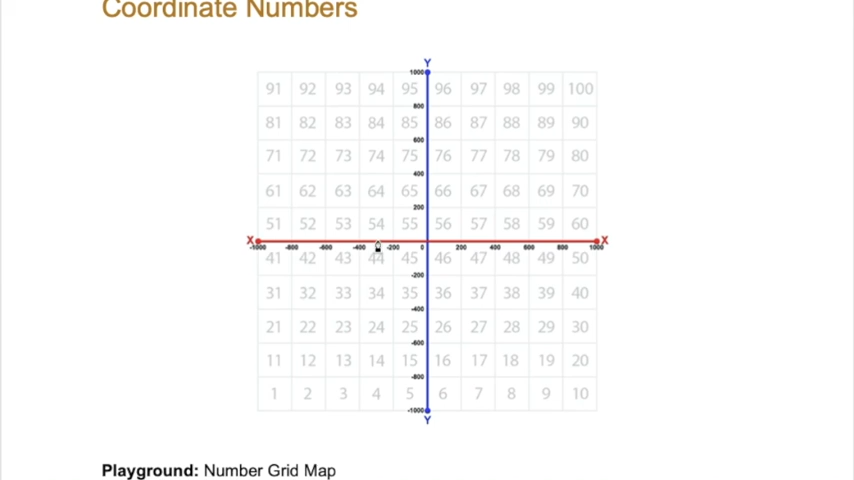 Coordinate Numbers
Y
1000
91 92 93 94 95 96 97 98 99 100
800
81 82 83 84 85 86 87 88 89 90
600
71 72 73 74 75 76 77 78 79 80
400
61 62 63 64 65 66 67 68 69 70
200
51 52 53 54 55 56 57 58 59 60
X X
-1000 -800 -600 -400 -200 0 200 400 600 800 1000
41 42 43 44 45 46 47 48 49 50
-200
31 32 33 34 35 36 37 38 39 40
-400
21 22 23 24 25 26 27 28 29 30
-600
11 12 13 14 15 16 17 18 19 20
-800
1 2 3 4 5 6 7 8 9 10
-1000
Y
Playground: Number Grid Map